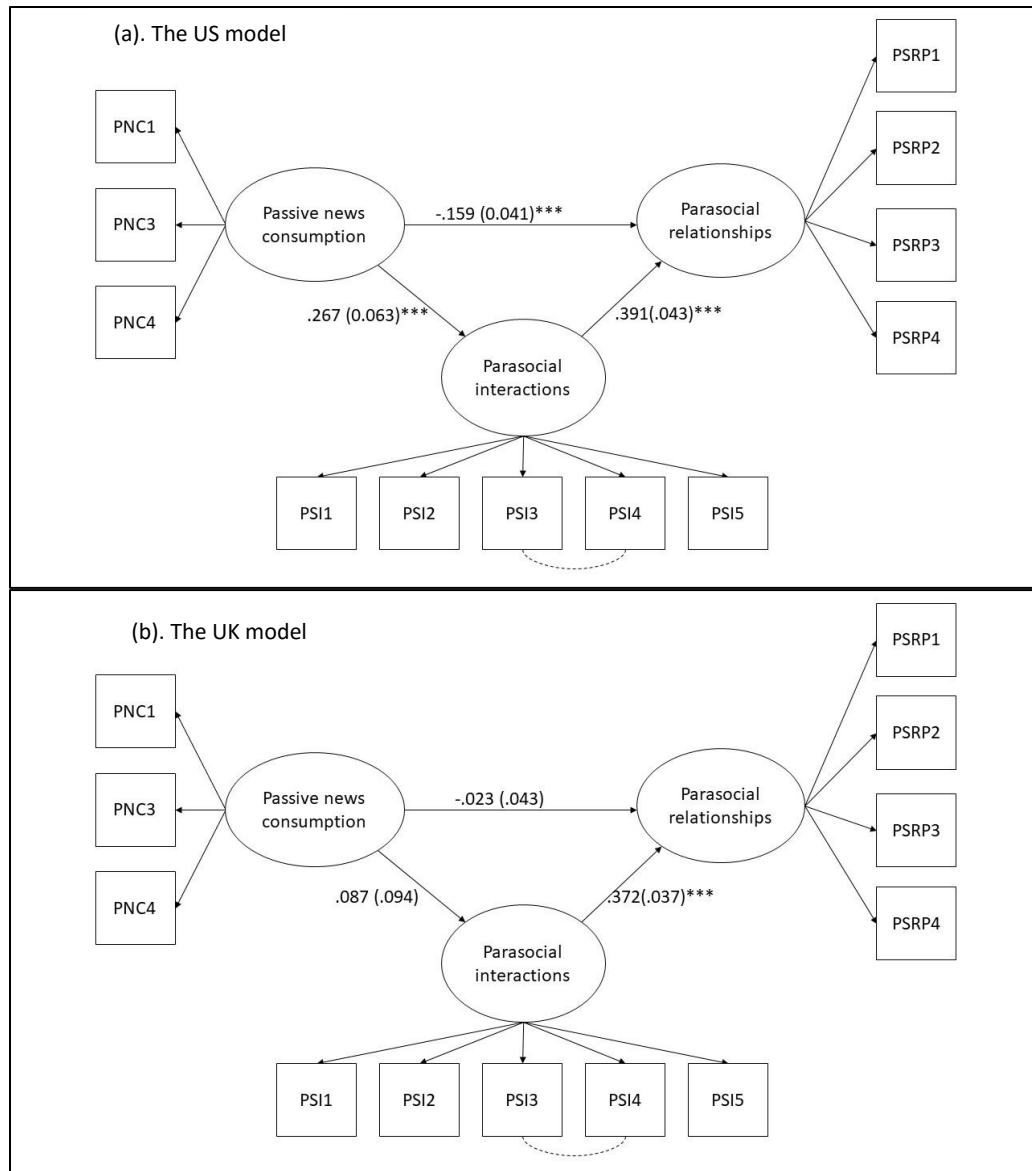 (a). The US model
PSRP1
PNC1
PSRP2
PNC3
Passive news
consumption
-.159 (0.041)***
Parasocial
relationships
PSRP3
PNC4
.267 (0.063)***
.391(.043)***
PSRP4
Parasocial
interactions
PSI1
PSI2
PSI3
PSI4
PSI5
(b). The UK model
PSRP1
PNC1
PSRP2
PNC3
Passive news
consumption
-.023 (.043)
Parasocial
relationships
PSRP3
PNC4
.087 (.094)
.372(.037)***
PSRP4
Parasocial
interactions
PSI1
PSI2
PSI3
PSI4
PSI5